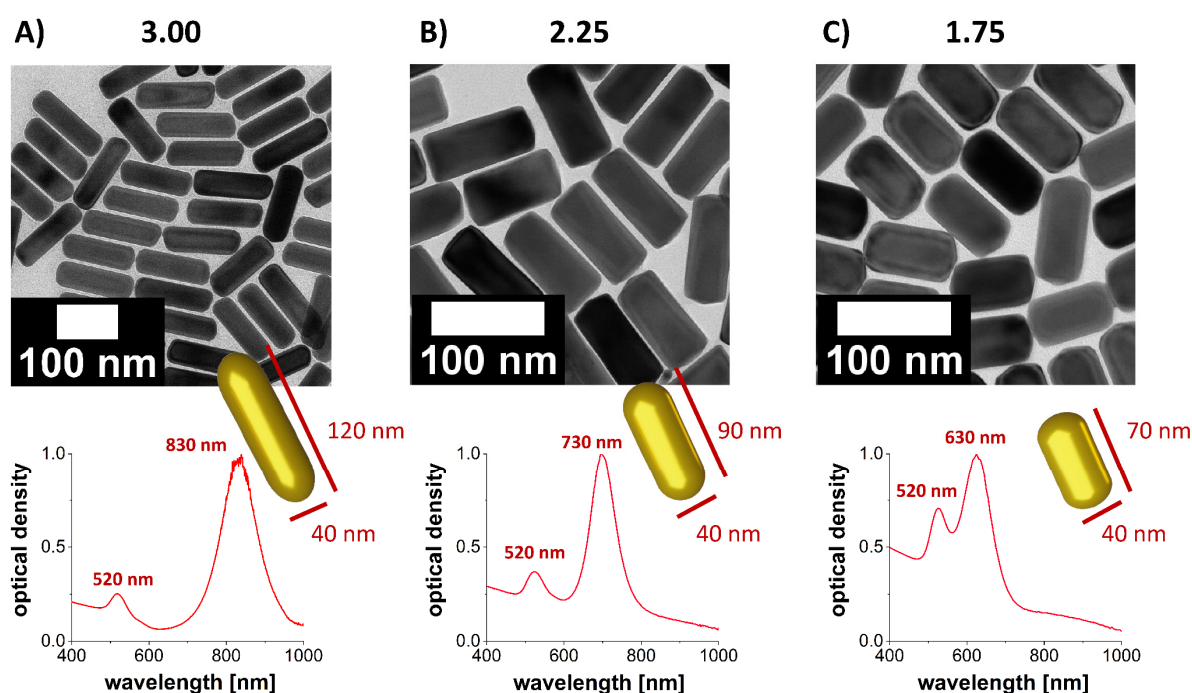 A) 3.00
B) 2.25
C) 1.75
100 nm
100 nm
100 nm
120 nm
40 nm
90 nm
40 nm
70 nm
40 nm
830 nm
520 nm
1.0
0.5
0.0
optical density
400 600 800 1000
wavelength [nm]
730 nm
520 nm
1.0
0.5
0.0
optical density
400 600 800 1000
wavelength [nm]
630 nm
520 nm
1.0
0.5
0.0
optical density
400 600 800 1000
wavelength [nm]